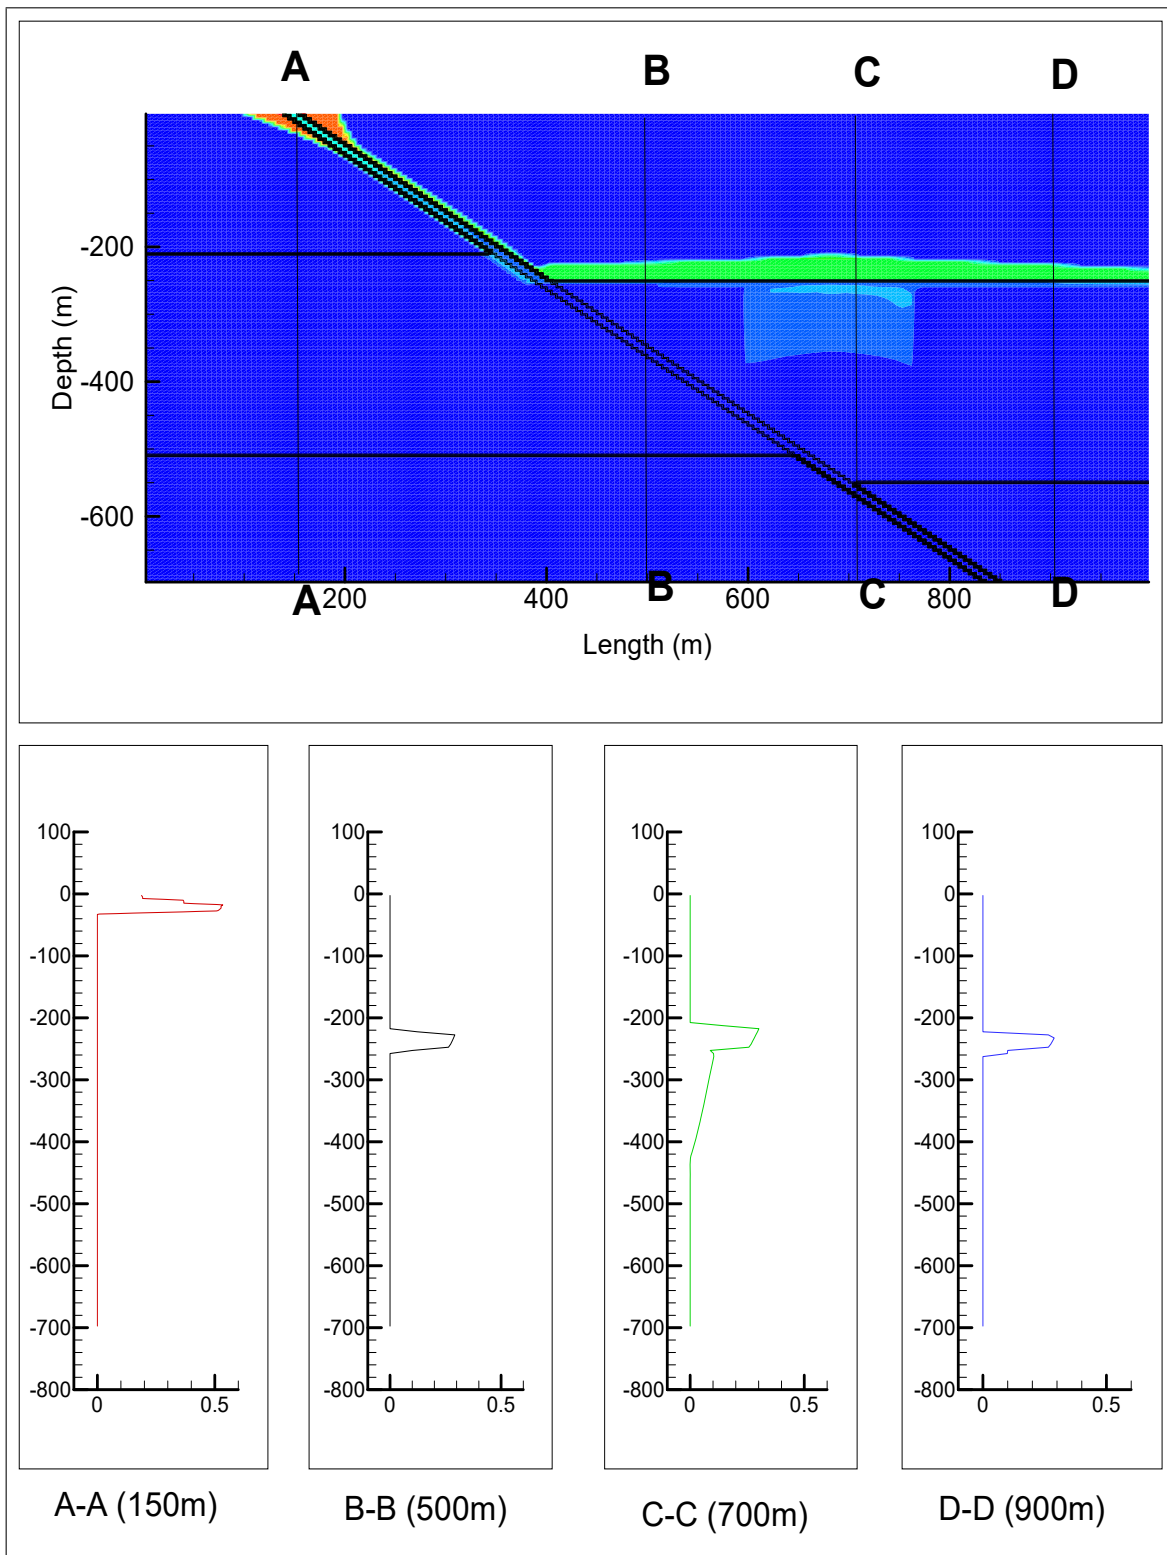 A B C D
-200
-400
-600
Depth (m)
A 200 400 B 600 C 800 D
Length (m)
100 100 100 100
0 0 0 0
-100 -100 -100 -100
-200 -200 -200 -200
-300 -300 -300 -300
-400 -400 -400 -400
-500 -500 -500 -500
-600 -600 -600 -600
-700 -700 -700 -700
-800 -800 -800 -800
0 0.5 0 0.5 0 0.5 0 0.5
A-A (150m) B-B (500m) C-C (700m) D-D (900m)